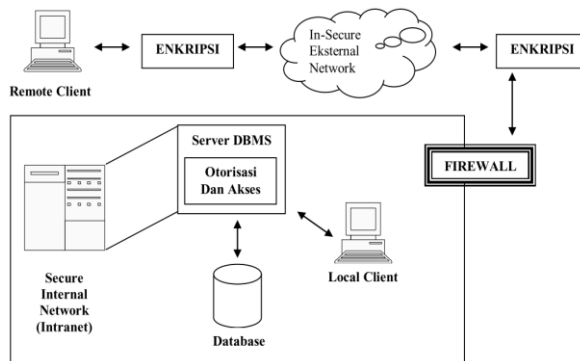 In-Secure
Eksternal
Network
ENKRIPSI
ENKRIPSI
Remote Client
Server DBMS
Otorisasi
Dan Akses
FIREWALL
Secure
Internal
Network
(Intranet)
Local Client
Database